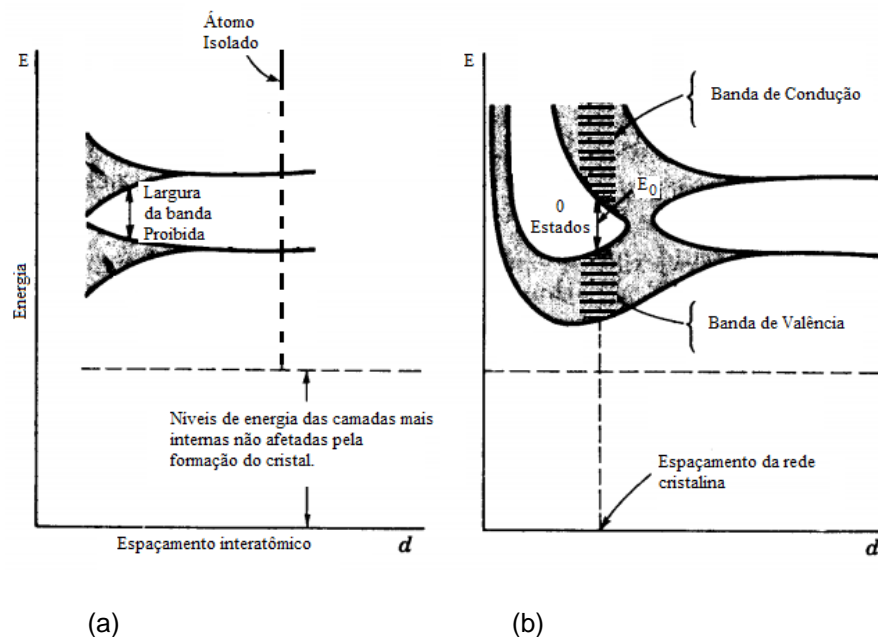 Átomo
Isolado
E
Largura
da banda
Proibida
Energia
Níveis de energia das camadas mais
internas não afetadas pela
formação do cristal.
Espaçamento interatômico
d
(a)
E
Banda de Condução
E0
0
Estados
Banda de Valência
Espaçamento da rede
cristalina
d
(b)